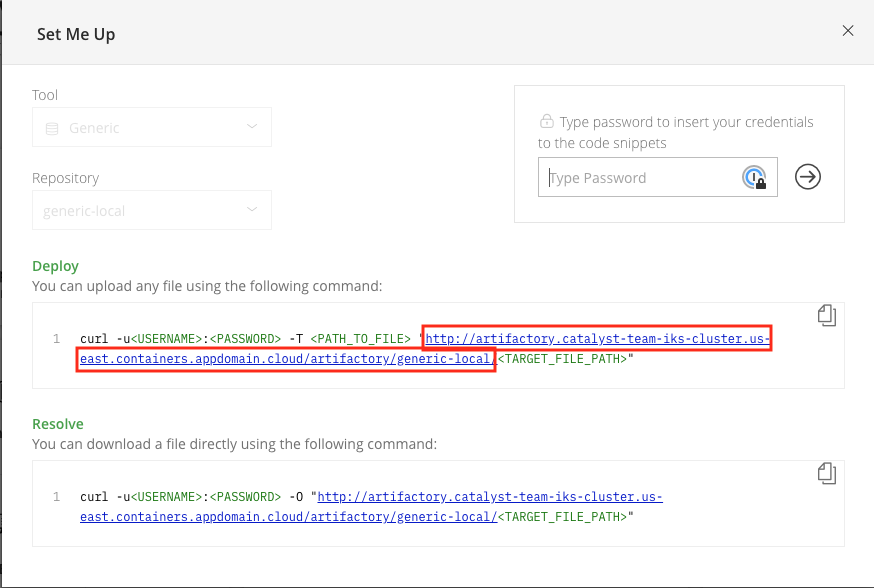 Set Me Up
Tool
Generic
Repository
generic-local
Type password to insert your credentials
to the code snippets
Type Password
Deploy
You can upload any file using the following command:
1 curl -u<USERNAME>:<PASSWORD> -T <PATH_TO_FILE> "http://artifactory.catalyst-team-iks-cluster.us-
east.containers.appdomain.cloud/artifactory/generic-local/<TARGET_FILE_PATH>"
Resolve
You can download a file directly using the following command:
1 curl -u<USERNAME>:<PASSWORD> -O "http://artifactory.catalyst-team-iks-cluster.us-
east.containers.appdomain.cloud/artifactory/generic-local/<TARGET_FILE_PATH>"